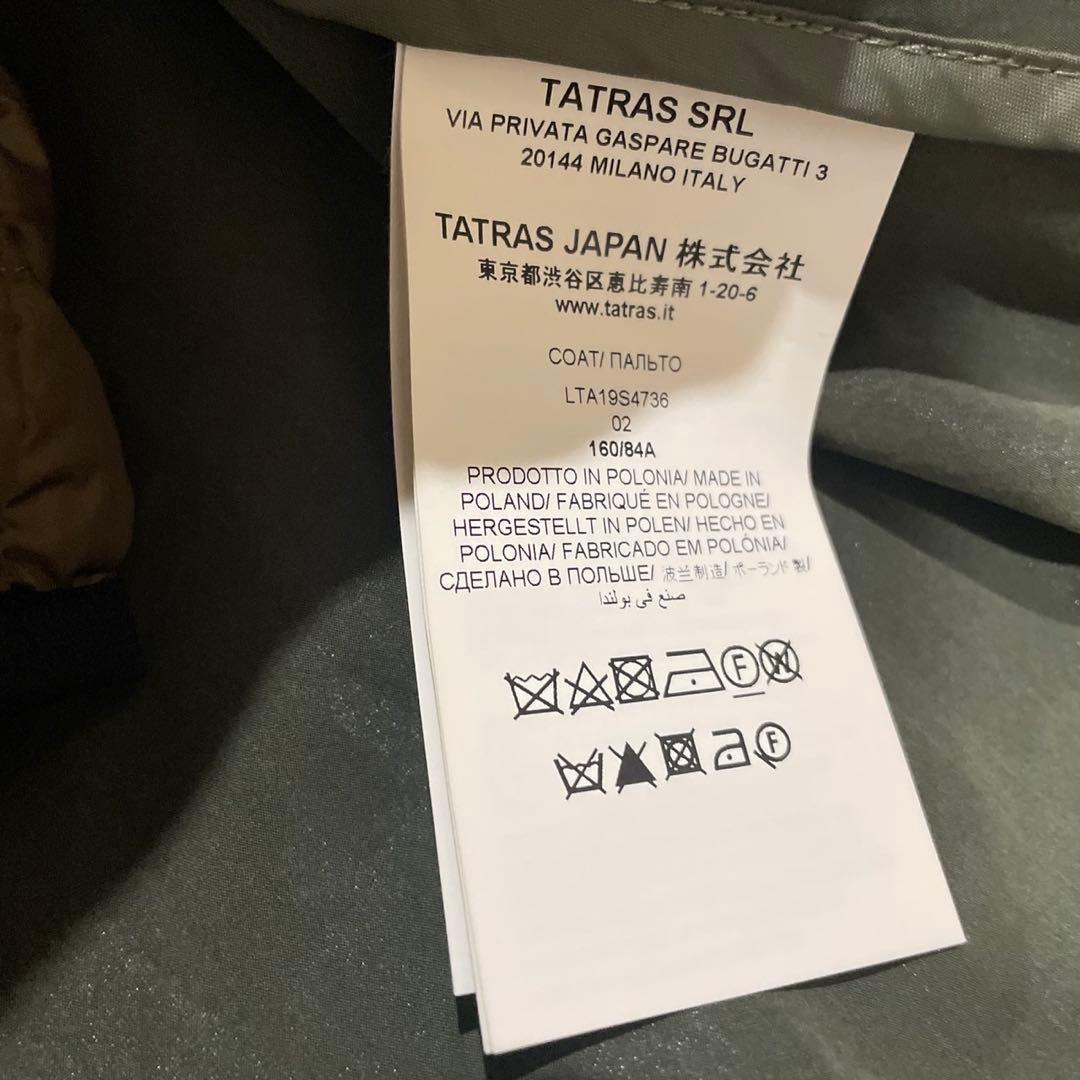 TATRAS SRL
VIA PRIVATA GASPARE BUGATTI 3
20144 MILANO ITALY
TATRAS JAPAN 株式会社
東京都渋谷区恵比寿南 1-20-6
www.tatras.it
COAT/ ПАЛЬТО
LTA19S4736
02
160/84A
PRODOTTO IN POLONIA/ MADE IN
POLAND/ FABRIQUÉ EN POLOGNE/
HERGESTELLT IN POLEN/ HECHO EN
POLONIA/ FABRICADO EM POLÓNIA/
СДЕЛАНО В ПОЛЬШЕ/ 波兰制造/ ポーランド製/
صنع في بولندا
F W
F